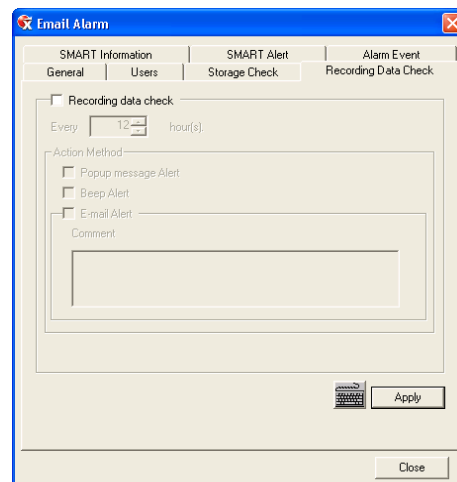 Email Alarm
SMART Information SMART Alert Alarm Event
General Users Storage Check Recording Data Check
Recording data check
Every 12 hour(s).
Action Method
Popup message Alert
Beep Alert
E-mail Alert
Comment
Apply
Close